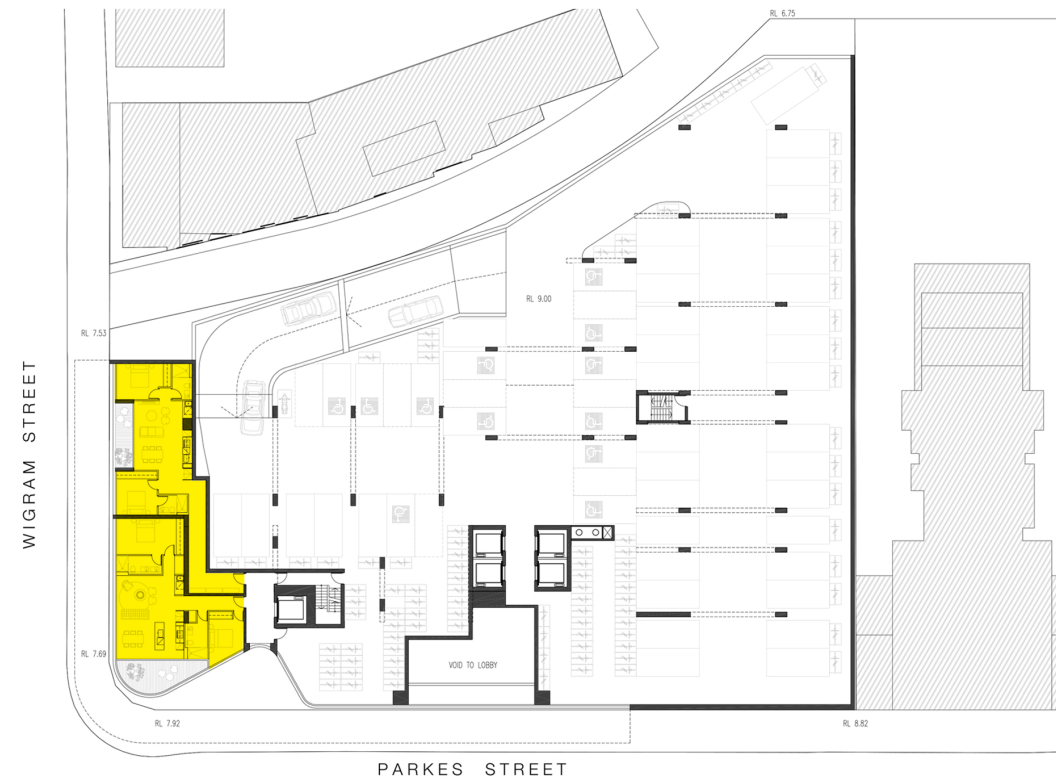 RL 6.75
RL 9.00
RL 7.53
WIGRAM STREET
RL 7.69
VOID TO LOBBY
RL 7.92
RL 8.82
PARKES STREET